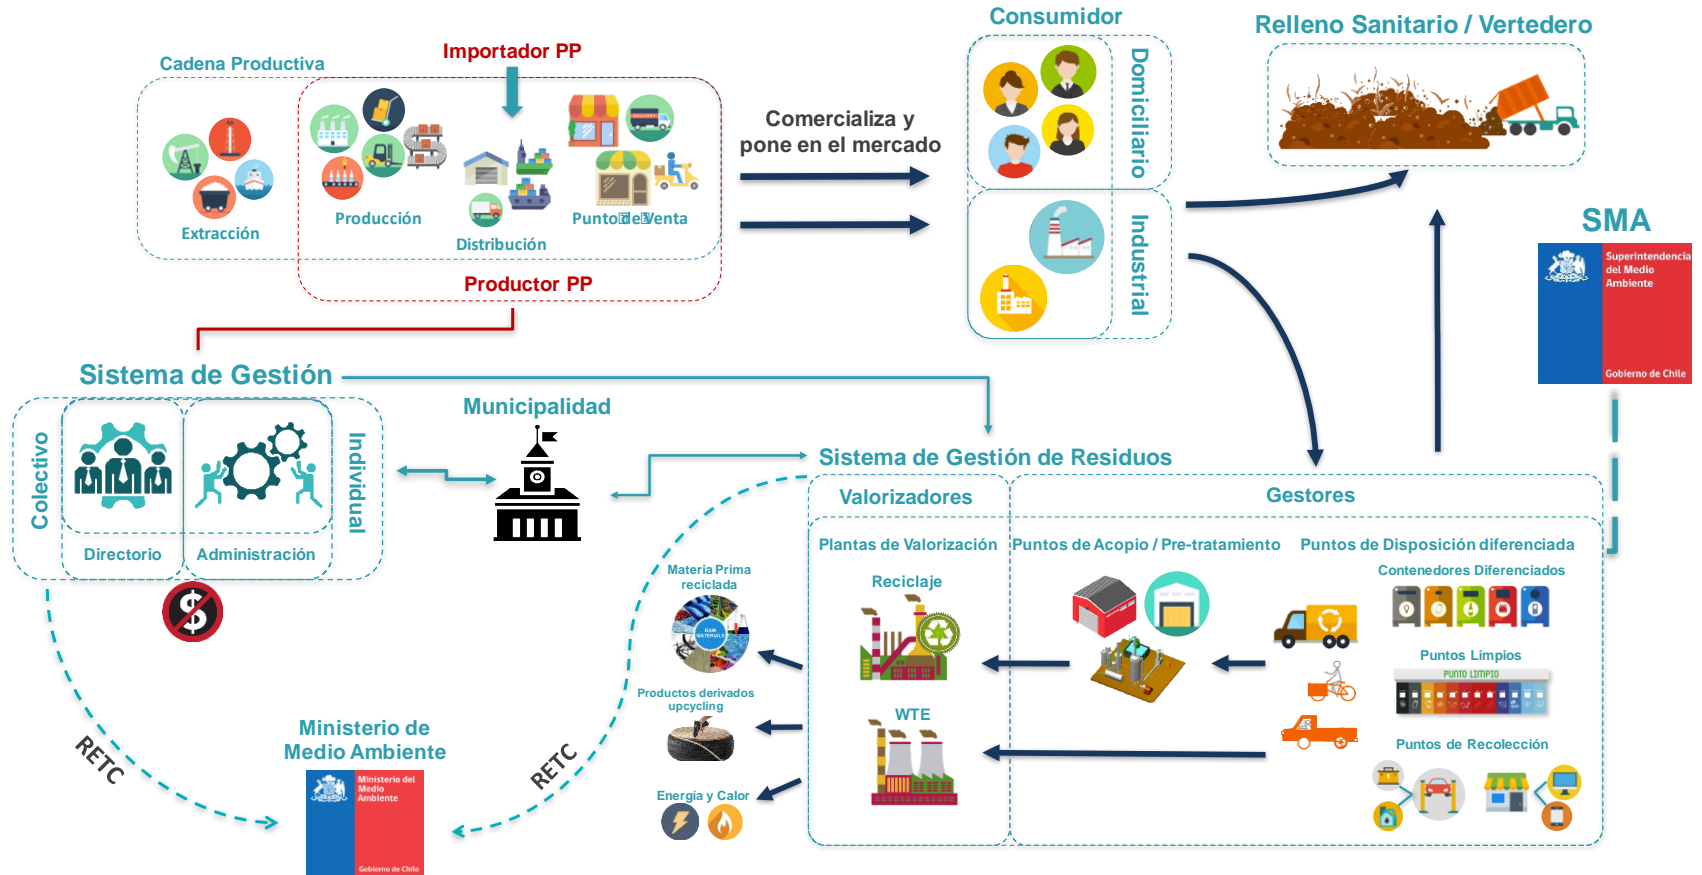 Consumidor
Relleno Sanitario / Vertedero
Importador PP
Cadena Productiva
Domiciliario
Comercializa y
pone en el mercado
Producción
Punto de Venta
Extracción
Distribución
Industrial
SMA
Superintendencia
del Medio
Ambiente
Gobierno de Chile
Productor PP
Sistema de Gestión
Municipalidad
Colectivo
Individual
Directorio
Administración
Sistema de Gestión de Residuos
Valorizadores
Gestores
Plantas de Valorización
Puntos de Acopio / Pre-tratamiento
Puntos de Disposición diferenciada
Contenedores Diferenciados
Materia Prima
reciclada
RAW
MATERIALS
Reciclaje
Puntos Limpios
PUNTO LIMPIO
Productos derivados
upcycling
WTE
Puntos de Recolección
Energía y Calor
RETC
RETC
Ministerio de
Medio Ambiente
Ministerio del
Medio
Ambiente
Gobierno de Chile